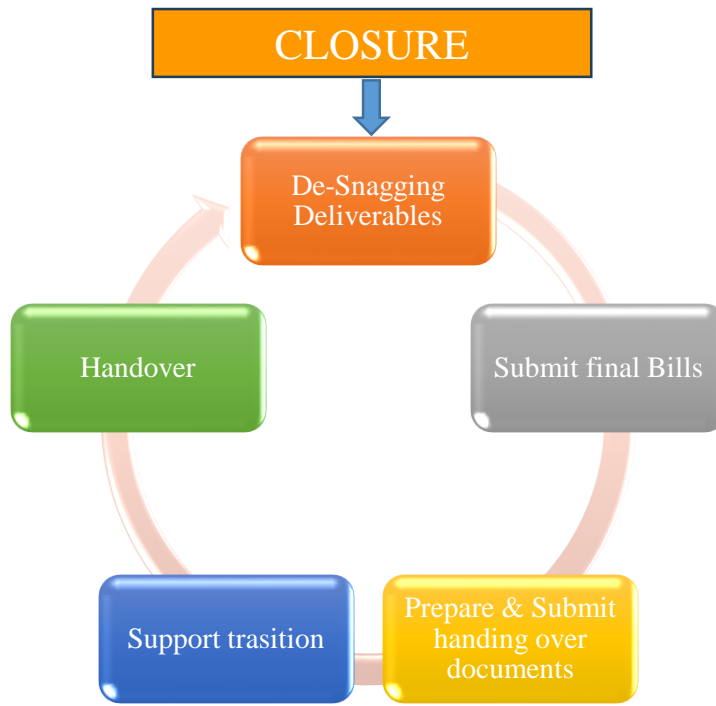 CLOSURE
De-Snagging
Deliverables
Submit final Bills
Prepare & Submit
handing over
documents
Support trasition
Handover